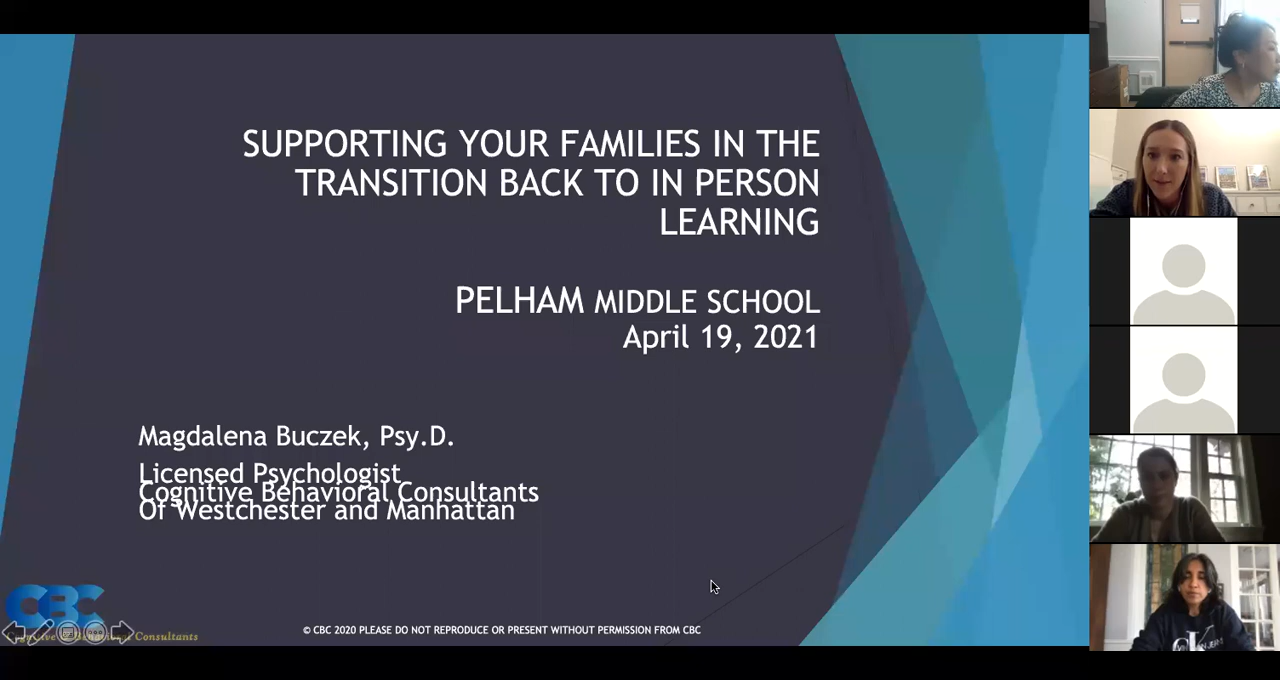 SUPPORTING YOUR FAMILIES IN THE
TRANSITION BACK TO IN PERSON
LEARNING
PELHAM MIDDLE SCHOOL
April 19, 2021
Magdalena Buczek, Psy.D.
Licensed Psychologist
Cognitive Behavioral Consultants
Of Westchester and Manhattan
CBC
Consultants
© CBC 2020 PLEASE DO NOT REPRODUCE OR PRESENT WITHOUT PERMISSION FROM CBC